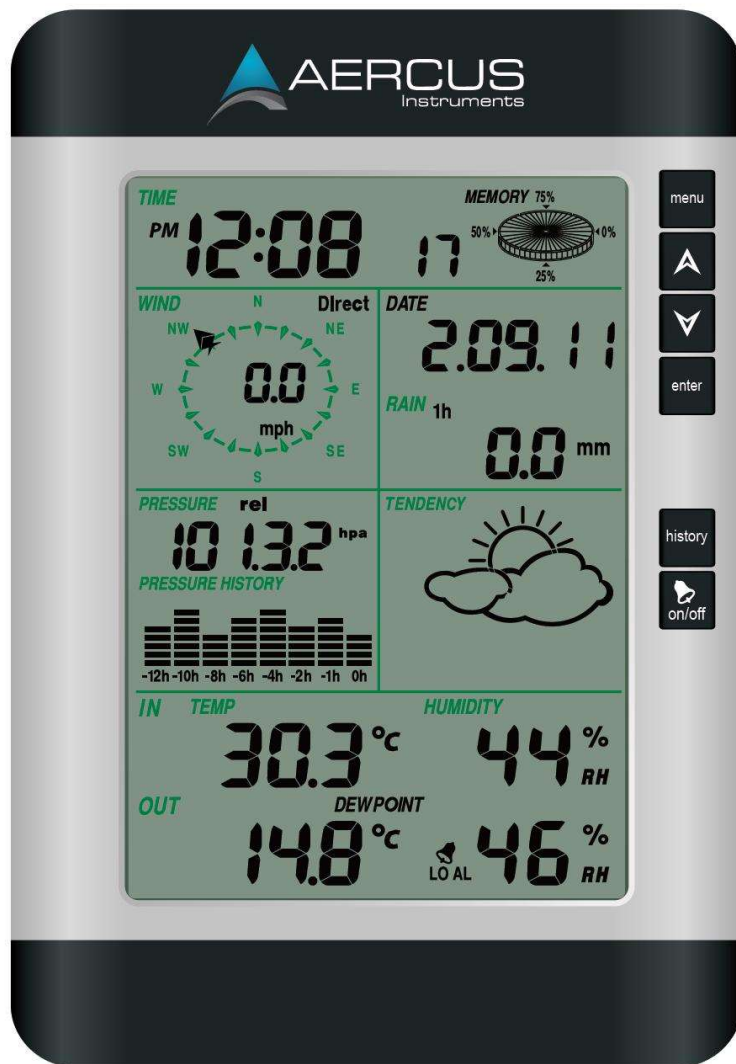 AERCUS
Instruments
TIME
MEMORY 75%
PM 12:08
17
50%
0%
25%
WIND
N
DIrect
DATE
NW
NE
2.09.11
W
0.0
E
RAIN 1h
mph
SW
SE
0.0 mm
S
PRESSURE rel
TENDENCY
1013.2 hpa
PRESSURE HISTORY
-12h -10h -8h -6h -4h -2h -1h 0h
IN TEMP
HUMIDITY
30.3 °C
44 % RH
OUT
DEWPOINT
14.8 °C
LO AL
46 % RH
menu
enter
history
on/off